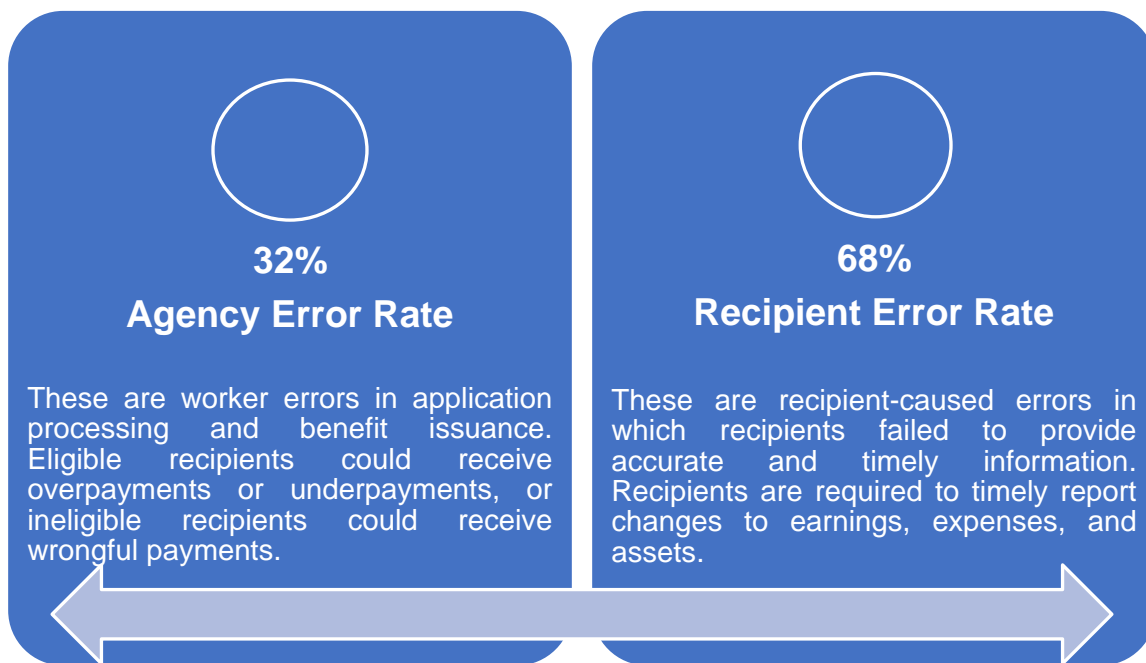 32%
Agency Error Rate
These are worker errors in application
processing and benefit issuance.
Eligible recipients could receive
overpayments or underpayments, or
ineligible recipients could receive
wrongful payments.
68%
Recipient Error Rate
These are recipient-caused errors in
which recipients failed to provide
accurate and timely information.
Recipients are required to timely report
changes to earnings, expenses, and
assets.